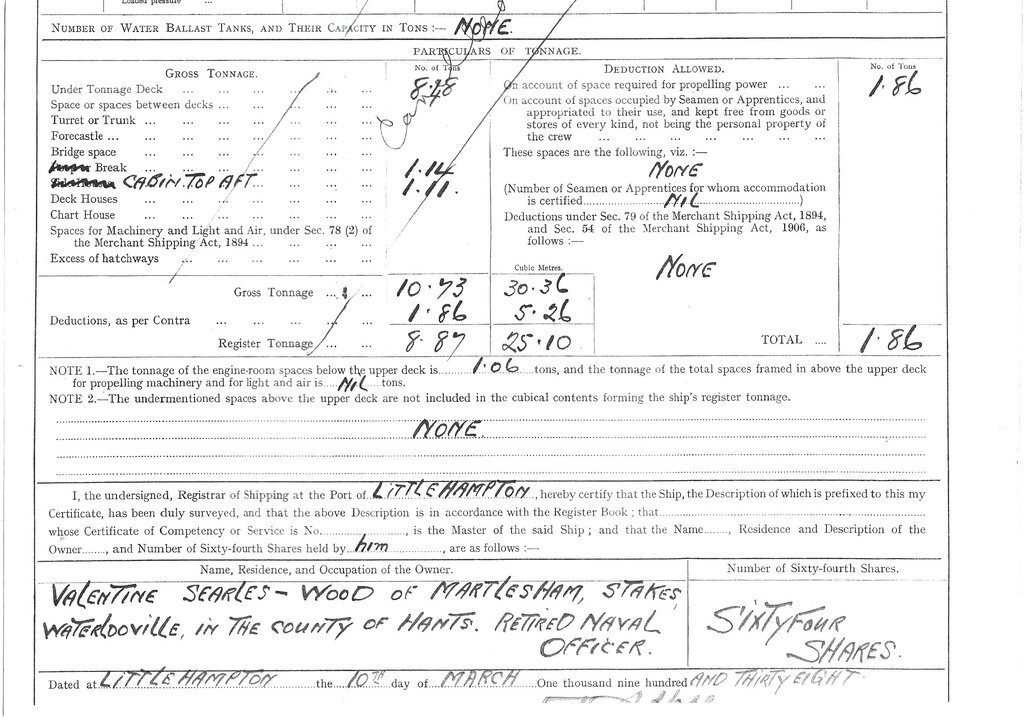 Loaded pressure ...
NUMBER OF WATER BALLAST TANKS, AND THEIR CAPACITY IN TONS :— NONE.
PARTICULARS OF TONNAGE.
GROSS TONNAGE. No. of Tons
Under Tonnage Deck ... ... ... ... ... 8.48
Space or spaces between decks ... ... ... ... ...
Turret or Trunk ... ... ... ... ... ...
Forecastle ... ... ... ... ... ...
Bridge space ... ... ... ... ...
Break ... ... ... ... ... 1.14
CABIN TOP AFT ... ... ... 1.11.
Deck Houses ... ... ... ... ...
Chart House ... ... ... ... ...
Spaces for Machinery and Light and Air, under Sec. 78 (2) of
the Merchant Shipping Act, 1894 ... ... ... ...
Excess of hatchways ... ... ... ... ...
Cubic Metres.
Gross Tonnage ... ... 10.73 30.36
Deductions, as per Contra ... ... ... ... ... 1.86 5.26
Register Tonnage ... ... 8.87 25.10
DEDUCTION ALLOWED. No. of Tons
On account of space required for propelling power ... ... 1.86
On account of spaces occupied by Seamen or Apprentices, and
appropriated to their use, and kept free from goods or
stores of every kind, not being the personal property of
the crew ... ... ... ... ... ...
These spaces are the following, viz. :—
NONE
(Number of Seamen or Apprentices for whom accommodation
is certified NIL )
Deductions under Sec. 79 of the Merchant Shipping Act, 1894,
and Sec. 54 of the Merchant Shipping Act, 1906, as
follows :—
NONE
TOTAL .... 1.86
NOTE 1.—The tonnage of the engine-room spaces below the upper deck is 1.06 tons, and the tonnage of the total spaces framed in above the upper deck
for propelling machinery and for light and air is NIL tons.
NOTE 2.—The undermentioned spaces above the upper deck are not included in the cubical contents forming the ship's register tonnage.
NONE.
I, the undersigned, Registrar of Shipping at the Port of LITTLEHAMPTON, hereby certify that the Ship, the Description of which is prefixed to this my
Certificate, has been duly surveyed, and that the above Description is in accordance with the Register Book ; that
whose Certificate of Competency or Service is No. , is the Master of the said Ship ; and that the Name......, Residence and Description of the
Owner......, and Number of Sixty-fourth Shares held by him , are as follows :—
Name, Residence, and Occupation of the Owner. Number of Sixty-fourth Shares.
VALENTINE SEARLES - WOOD OF MARTLESHAM, STAKES,
WATERLOOVILLE, IN THE COUNTY OF HANTS. RETIRED NAVAL
OFFICER.
SIXTY FOUR
SHARES.
Dated at LITTLEHAMPTON the 10TH day of MARCH One thousand nine hundred AND THIRTY EIGHT.